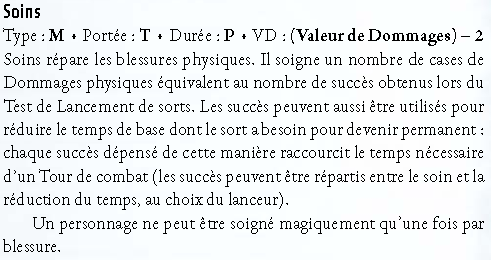 Soins
Type : M • Portée : T • Durée : P • VD : (Valeur de Dommages) – 2
Soins répare les blessures physiques. Il soigne un nombre de cases de
Dommages physiques équivalent au nombre de succès obtenus lors du
Test de Lancement de sorts. Les succès peuvent aussi être utilisés pour
réduire le temps de base dont le sort a besoin pour devenir permanent :
chaque succès dépensé de cette manière raccourcit le temps nécessaire
d'un Tour de combat (les succès peuvent être répartis entre le soin et la
réduction du temps, au choix du lanceur).
Un personnage ne peut être soigné magiquement qu'une fois par
blessure.